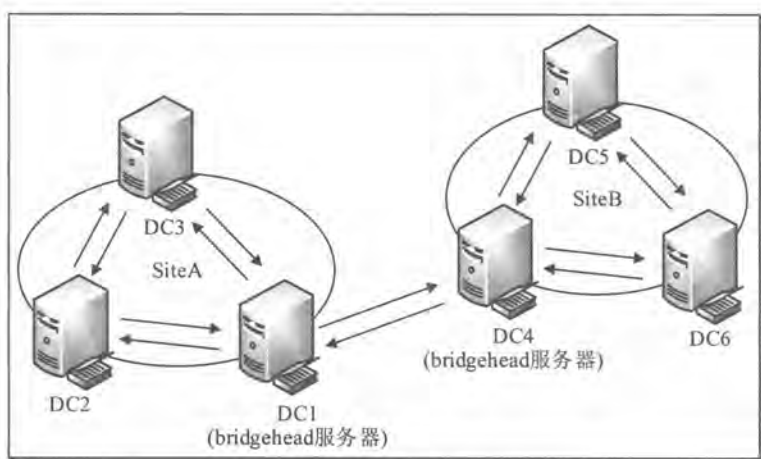 DC5
SiteB
DC3
SiteA
DC4
(bridgehead服务器)
DC6
DC2
DC1
(bridgehead服务器)